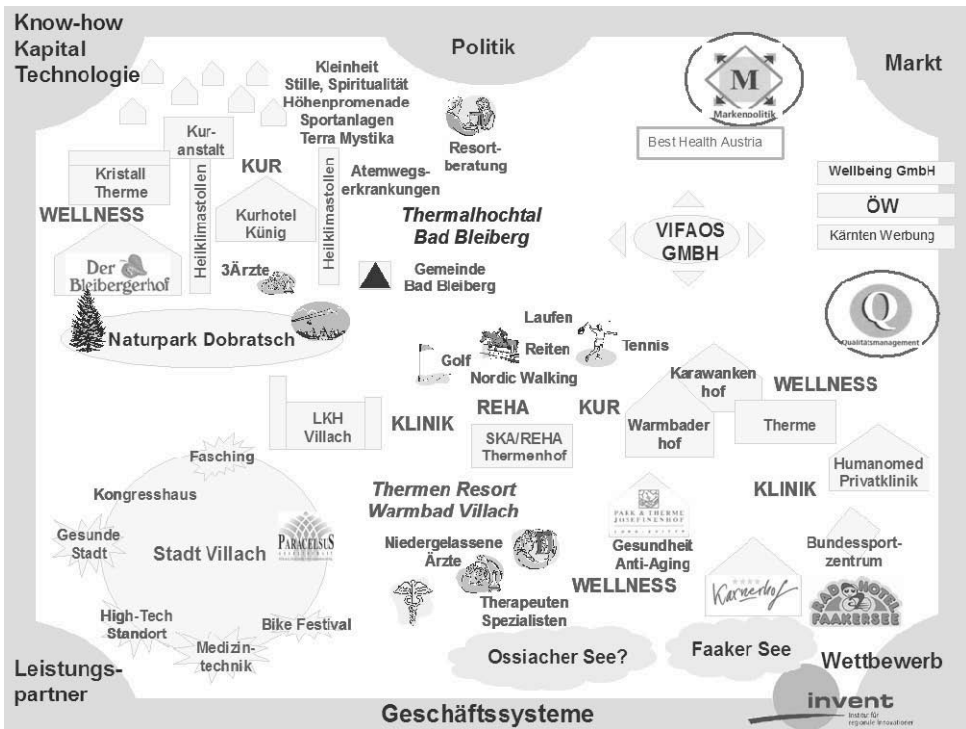 Know-how
Kapital
Technologie
Politik
Markt
Kleinheit
Stille, Spiritualität
Höhenpromenade
Sportanlagen
Terra Mystika
Resort-
beratung
M
Markenpolitik
Best Health Austria
Kur-
anstalt
Kristall
Therme
KUR
Atemwegs-
erkrankungen
Wellbeing GmbH
ÖW
Kärnten Werbung
WELLNESS
Heilklimastollen
Kurhotel
Künig
Heilklimastollen
Thermalhochtal
Bad Bleiberg
VIFAOS
GMBH
Der
Bleibergerhof
3Ärzte
Gemeinde
Bad Bleiberg
Q
Qualitätsmanagement
Naturpark Dobratsch
Laufen
Golf
Reiten
Tennis
Nordic Walking
Karawanken
hof
WELLNESS
LKH
Villach
KLINIK
REHA
KUR
SKA/REHA
Thermenhof
Warmbader
hof
Therme
Fasching
Kongresshaus
Humanomed
Privatklinik
KLINIK
Thermen Resort
Warmbad Villach
PARK & THERME
JOSEFINENHOF
Gesunde
Stadt
Stadt Villach
PARACELSUS
Niedergelassene
Ärzte
Gesundheit
Anti-Aging
WELLNESS
Bundessport-
zentrum
Karnerhof
RAD HOTEL
FAAKERSEE
High-Tech
Standort
Bike Festival
Therapeuten
Spezialisten
Medizin-
technik
Ossiacher See?
Faaker See
Leistungs-
partner
Wettbewerb
Geschäftssysteme
invent
Institut für
regionale Innovationen